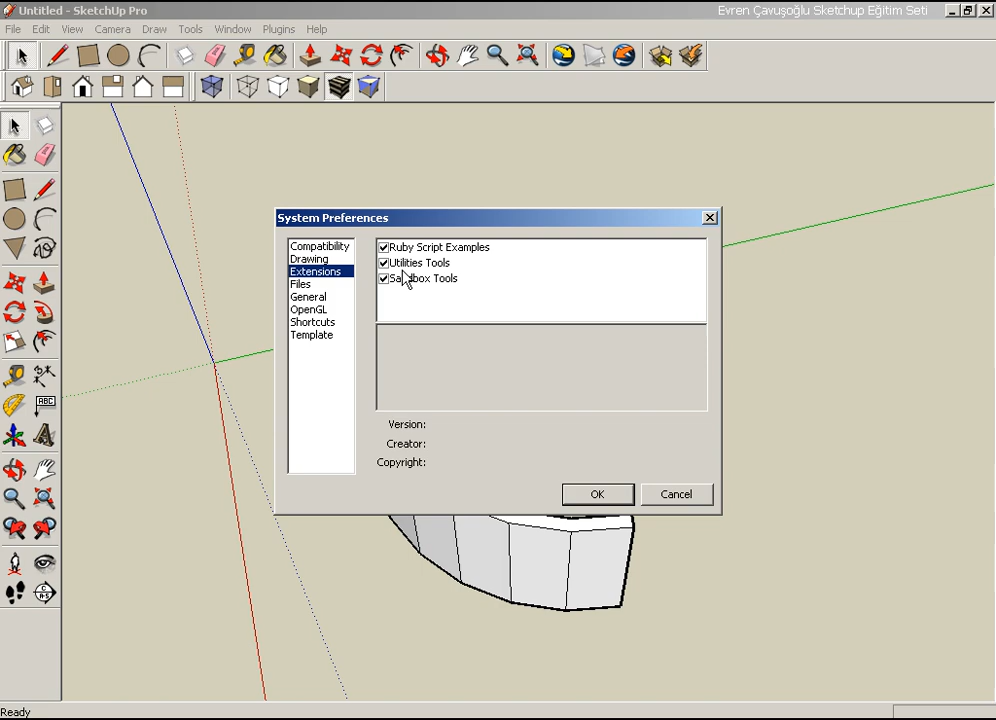 Untitled - SketchUp Pro
Evren Çavuşoğlu Sketchup Eğitim Seti
File Edit View Camera Draw Tools Window Plugins Help
System Preferences
Compatibility
Drawing
Extensions
Files
General
OpenGL
Shortcuts
Template
Ruby Script Examples
Utilities Tools
Sandbox Tools
Version:
Creator:
Copyright:
OK
Cancel
ABC
Ready